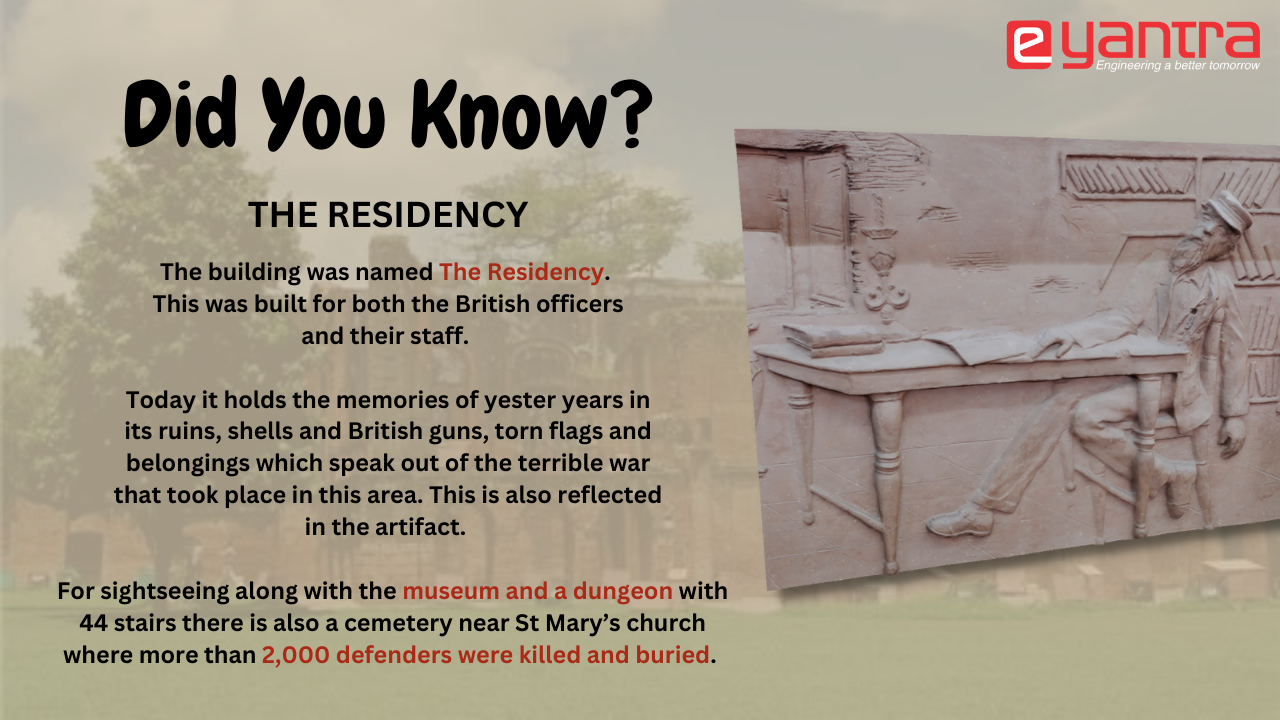 eyantra
Engineering a better tomorrow
Did You Know?
THE RESIDENCY
The building was named The Residency.
This was built for both the British officers
and their staff.
Today it holds the memories of yester years in
its ruins, shells and British guns, torn flags and
belongings which speak out of the terrible war
that took place in this area. This is also reflected
in the artifact.
For sightseeing along with the museum and a dungeon with
44 stairs there is also a cemetery near St Mary’s church
where more than 2,000 defenders were killed and buried.